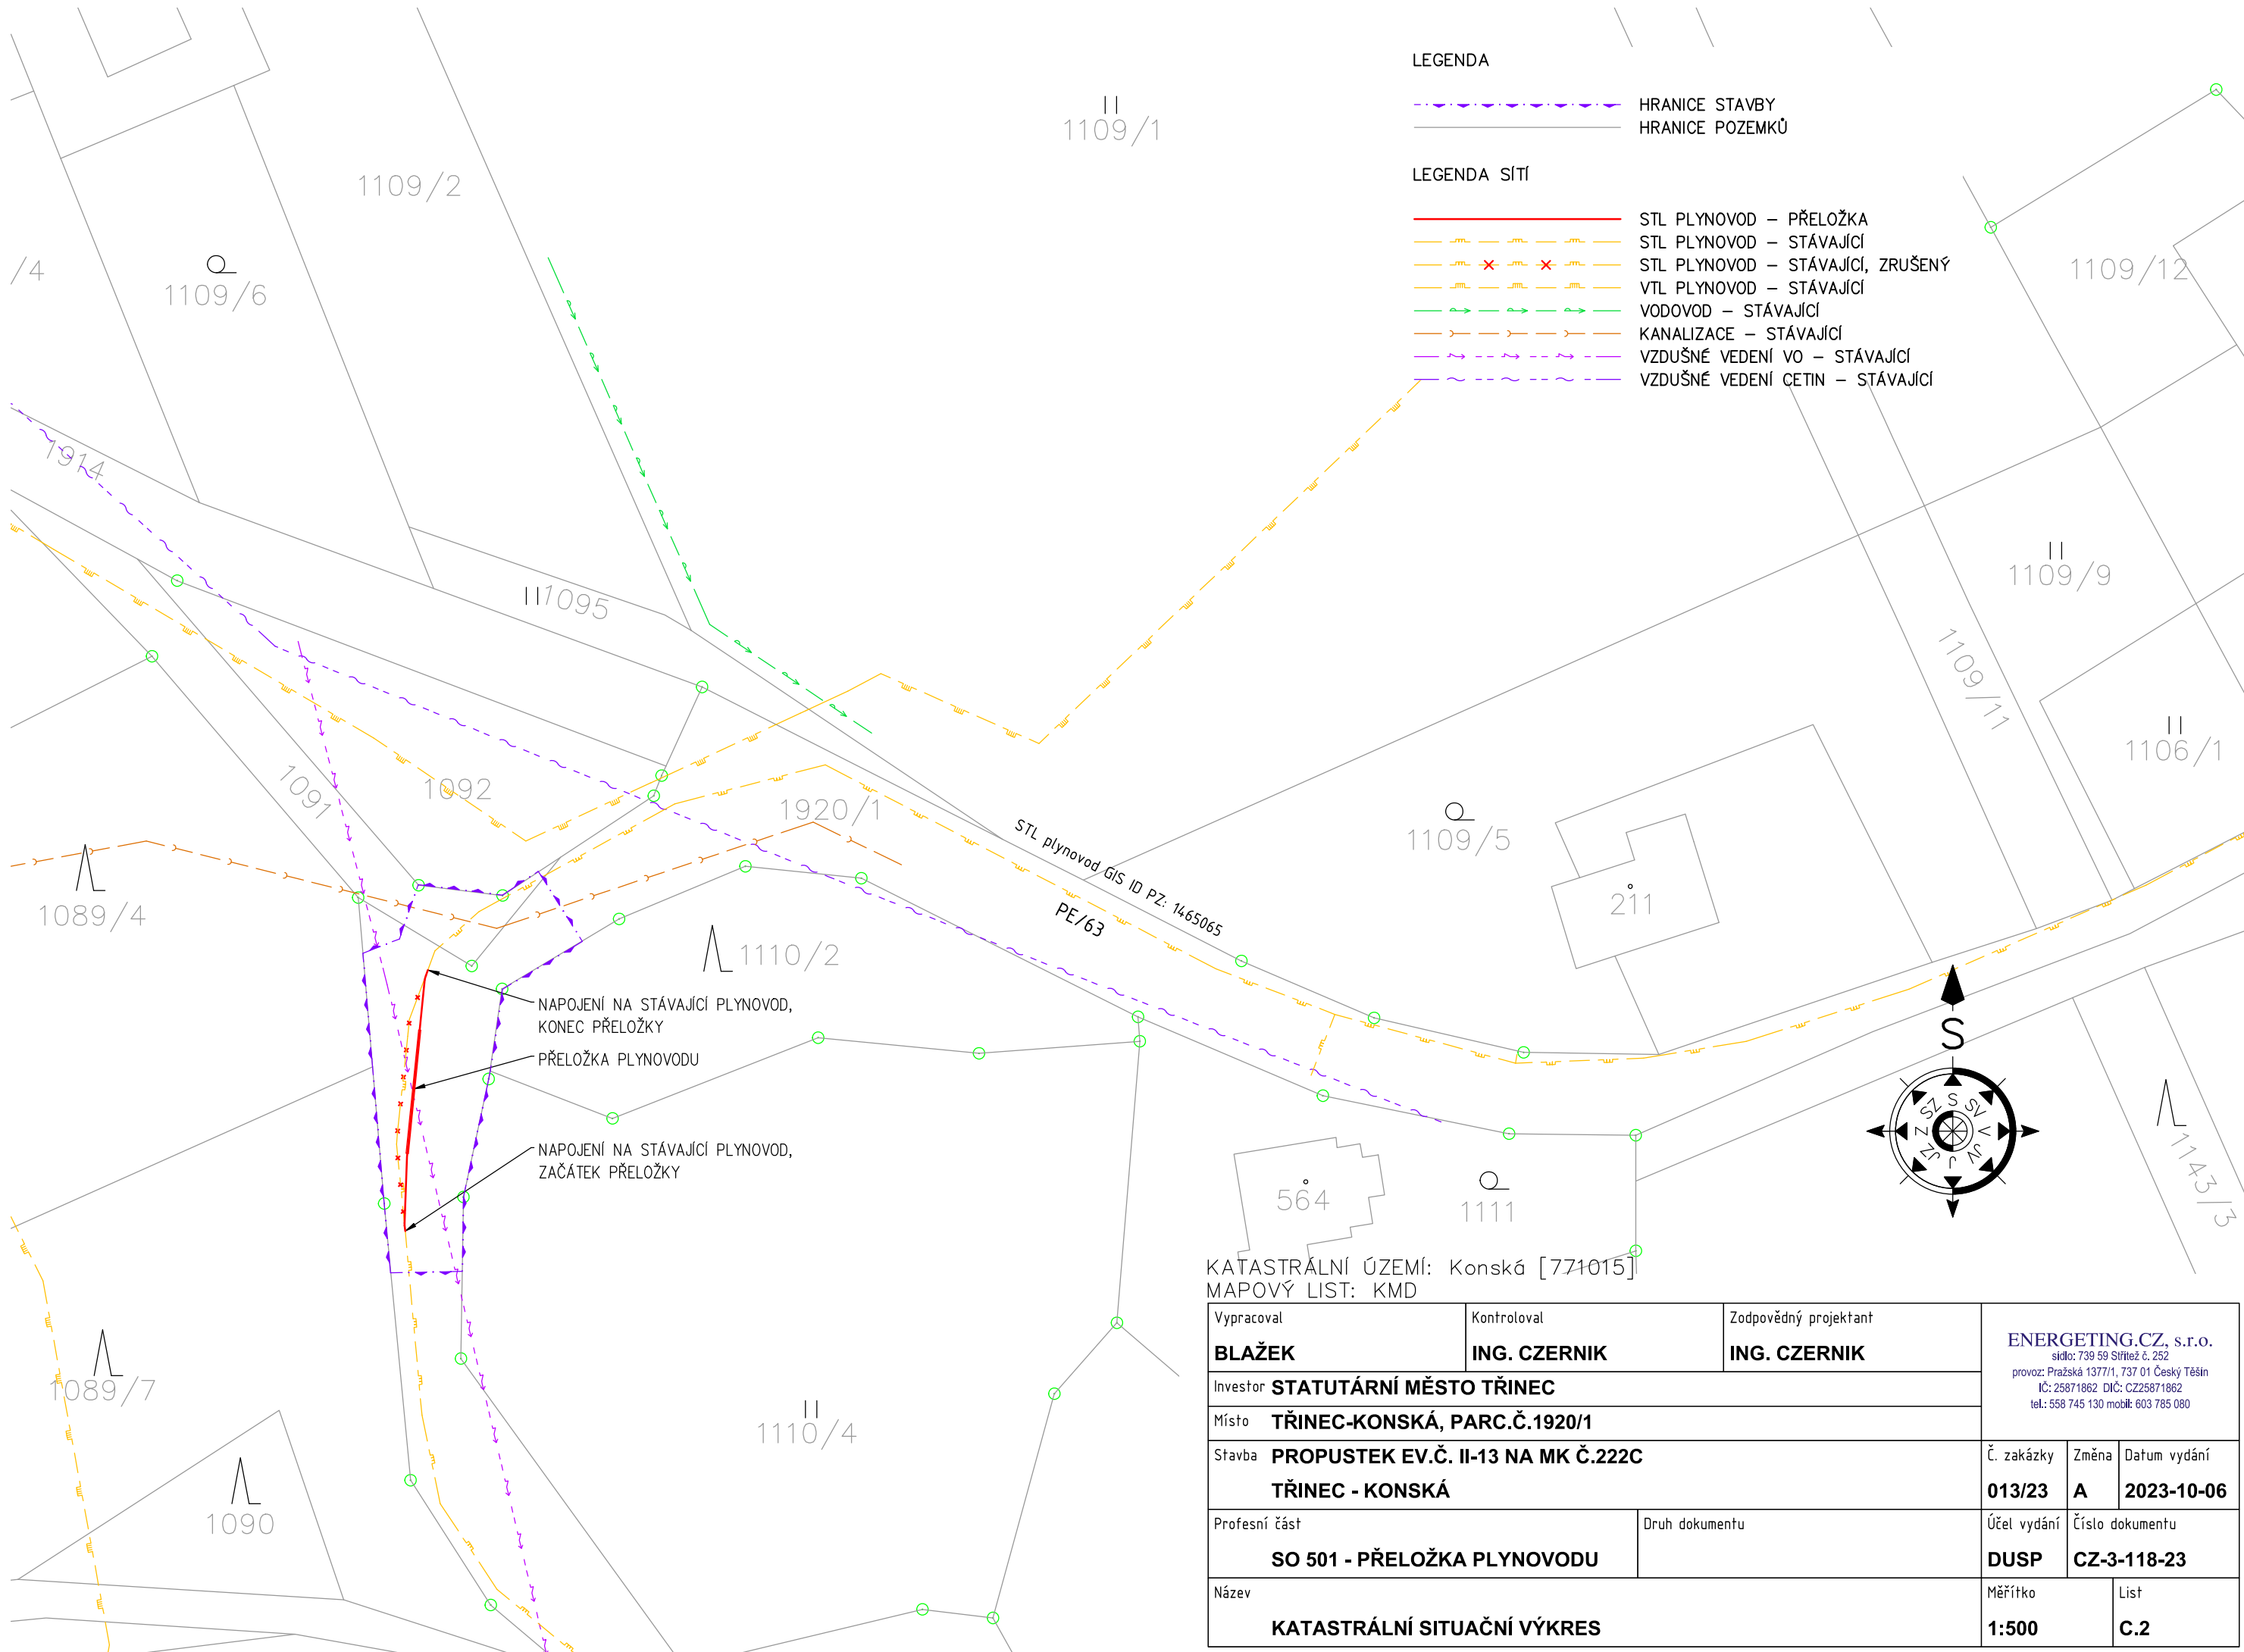 LEGENDA
HRANICE STAVBY
HRANICE POZEMKŮ
LEGENDA SÍTÍ
STL PLYNOVOD – PŘELOŽKA
STL PLYNOVOD – STÁVAJÍCÍ
STL PLYNOVOD – STÁVAJÍCÍ, ZRUŠENÝ
VTL PLYNOVOD – STÁVAJÍCÍ
VODOVOD – STÁVAJÍCÍ
KANALIZACE – STÁVAJÍCÍ
VZDUŠNÉ VEDENÍ VO – STÁVAJÍCÍ
VZDUŠNÉ VEDENÍ CETIN – STÁVAJÍCÍ
1109/1
1109/2
/4
1109/6
1109/12
1914
1095
1109/9
1109/11
1106/1
1091
1092
1920/1
1109/5
211
1089/4
1110/2
STL plynovod GIS ID PZ: 1465065
PE/63
NAPOJENÍ NA STÁVAJÍCÍ PLYNOVOD,
KONEC PŘELOŽKY
PŘELOŽKA PLYNOVODU
NAPOJENÍ NA STÁVAJÍCÍ PLYNOVOD,
ZAČÁTEK PŘELOŽKY
S
S
SV
V
JV
J
JZ
Z
SZ
1143/3
564
1111
1089/7
1110/4
1090
KATASTRÁLNÍ ÚZEMÍ: Konská [771015]
MAPOVÝ LIST: KMD
Vypracoval
BLAŽEK
Kontroloval
ING. CZERNIK
Zodpovědný projektant
ING. CZERNIK
ENERGETING.CZ, s.r.o.
sídlo: 739 59 Střítež č. 252
provoz: Pražská 1377/1, 737 01 Český Těšín
IČ: 25871862 DIČ: CZ25871862
tel.: 558 745 130 mobil: 603 785 080
Investor STATUTÁRNÍ MĚSTO TŘINEC
Místo TŘINEC-KONSKÁ, PARC.Č.1920/1
Stavba PROPUSTEK EV.Č. II-13 NA MK Č.222C
TŘINEC - KONSKÁ
Č. zakázky
013/23
Změna
A
Datum vydání
2023-10-06
Profesní část
SO 501 - PŘELOŽKA PLYNOVODU
Druh dokumentu
Účel vydání
DUSP
Číslo dokumentu
CZ-3-118-23
Název
KATASTRÁLNÍ SITUAČNÍ VÝKRES
Měřítko
1:500
List
C.2